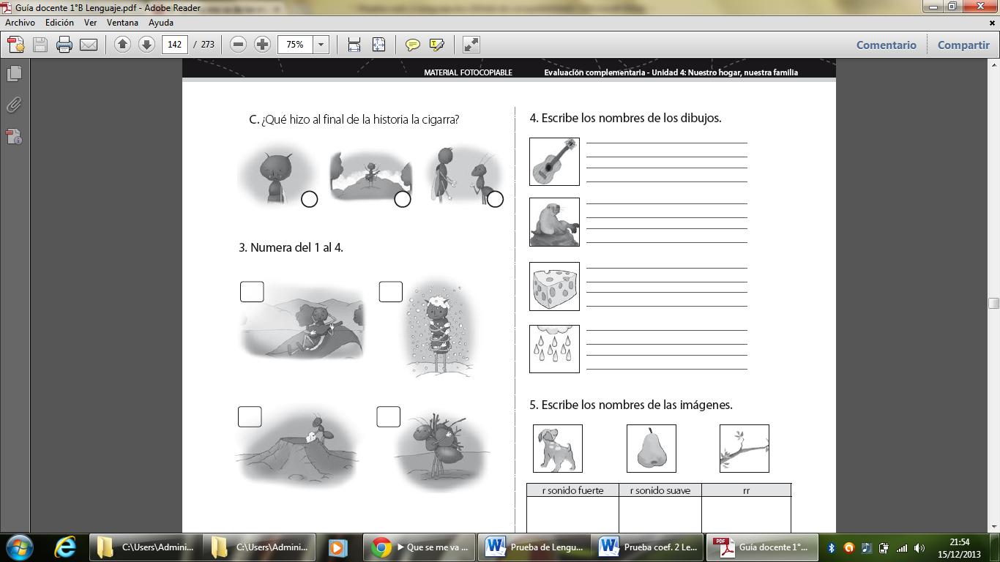 Guía docente 1°B Lenguaje.pdf - Adobe Reader
Archivo Edición Ver Ventana Ayuda
142 / 273 75% Comentario Compartir
MATERIAL FOTOCOPIABLE Evaluación complementaria - Unidad 4: Nuestro hogar, nuestra familia
C. ¿Qué hizo al final de la historia la cigarra?
3. Numera del 1 al 4.
4. Escribe los nombres de los dibujos.
5. Escribe los nombres de las imágenes.
r sonido fuerte r sonido suave rr
C:\Users\Admini... C:\Users\Admini... Que se me va ... Prueba de Lengu... Prueba coef. 2 Le... Guía docente 1°... 21:54
15/12/2013